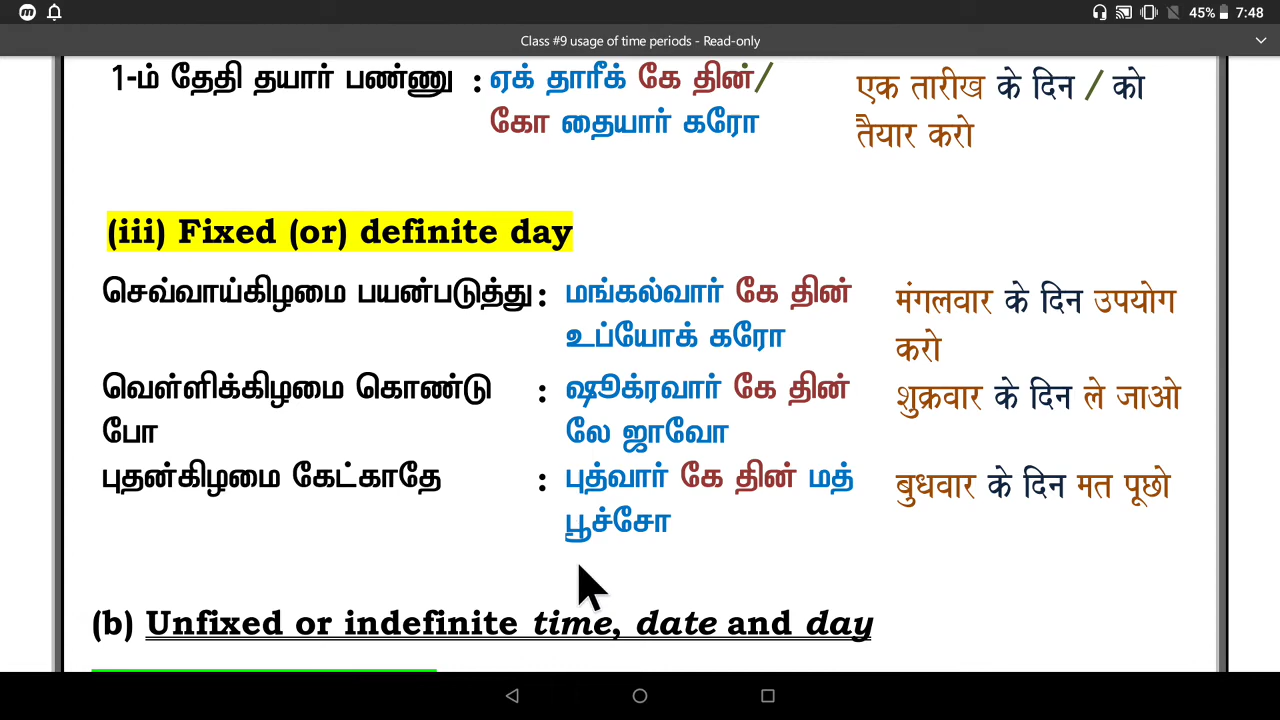 45% 7:48
Class #9 usage of time periods - Read-only
1-ம் தேதி தயார் பண்ணு : ஏக் தாரீக் கே தின்/ एक तारीख के दिन / को
கோ தையார் கரோ तैयार करो
(iii) Fixed (or) definite day
செவ்வாய்கிழமை பயன்படுத்து : மங்கல்வார் கே தின் मंगलवार के दिन उपयोग
உப்யோக் கரோ करो
வெள்ளிக்கிழமை கொண்டு : ஷூக்ரவார் கே தின் शुक्रवार के दिन ले जाओ
போ லே ஜாவோ
புதன்கிழமை கேட்காதே : புத்வார் கே தின் மத் बुधवार के दिन मत पूछो
பூச்சோ
(b) Unfixed or indefinite time, date and day